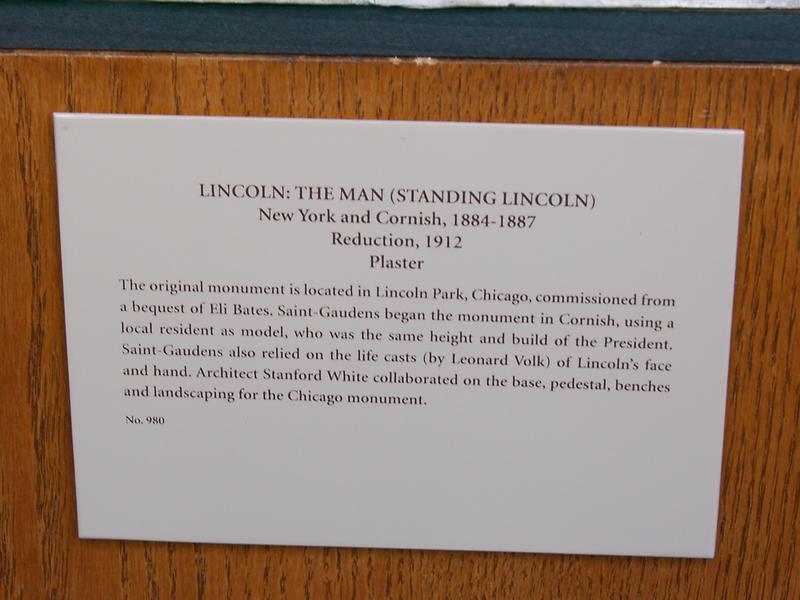 LINCOLN: THE MAN (STANDING LINCOLN)
New York and Cornish, 1884-1887
Reduction, 1912
Plaster
The original monument is located in Lincoln Park, Chicago, commissioned from
a bequest of Eli Bates. Saint-Gaudens began the monument in Cornish, using a
local resident as model, who was the same height and build of the President.
Saint-Gaudens also relied on the life casts (by Leonard Volk) of Lincoln's face
and hand. Architect Stanford White collaborated on the base, pedestal, benches
and landscaping for the Chicago monument.
No. 980